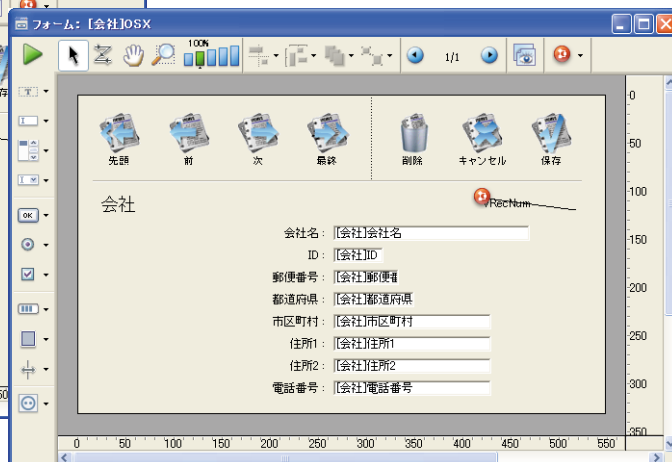 フォーム: [会社]OSX
100%
1/1
先頭 前 次 最終 削除 キャンセル 保存
会社
vRecNum
会社名: [会社]会社名
ID: [会社]ID
郵便番号: [会社]郵便
都道府県: [会社]都道府県
市区町村: [会社]市区町村
住所1: [会社]住所1
住所2: [会社]住所2
電話番号: [会社]電話番号
OK
0
50
100
150
200
250
300
350
0 50 100 150 200 250 300 350 400 450 500 550